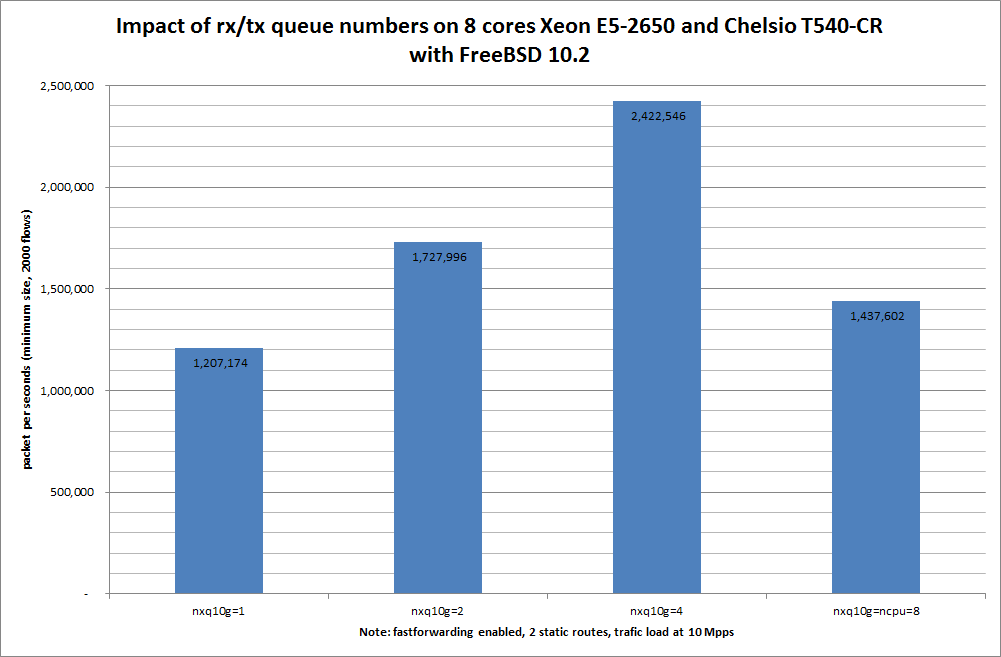 Impact of rx/tx queue numbers on 8 cores Xeon E5-2650 and Chelsio T540-CR
with FreeBSD 10.2
packet per seconds (minimum size, 2000 flows)
2,500,000
2,000,000
1,500,000
1,000,000
500,000
-
1,207,174
1,727,996
2,422,546
1,437,602
nxq10g=1
nxq10g=2
nxq10g=4
nxq10g=ncpu=8
Note: fastforwarding enabled, 2 static routes, trafic load at 10 Mpps